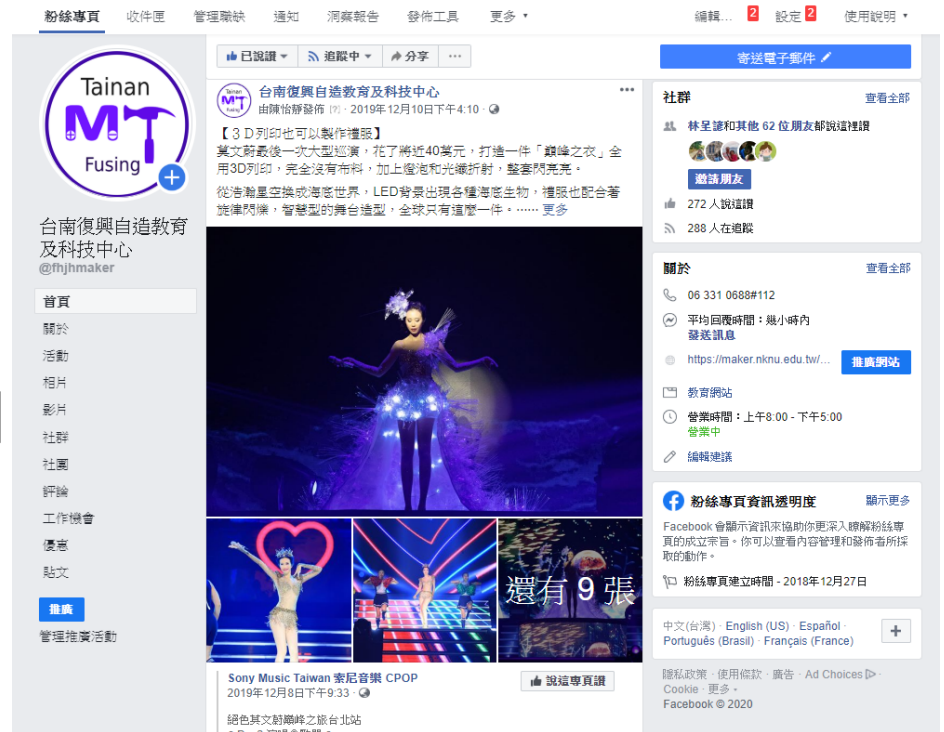 粉絲專頁 收件匣 管理職缺 通知 洞察報告 發佈工具 更多 編輯... 2 設定 2 使用說明
Tainan
MT
Fusing
台南復興自造教育
及科技中心
@fhjhmaker
首頁
關於
活動
相片
影片
社群
社團
評論
工作機會
優惠
貼文
推廣
管理推廣活動
已說讚 追蹤中 分享 ...
台南復興自造教育及科技中心
由陳怡靜發佈 [?] · 2019年12月10日下午4:10 ·
【３Ｄ列印也可以製作禮服】
莫文蔚最後一次大型巡演，花了將近40萬元，打造一件「巔峰之衣」全
用3D列印，完全沒有布料，加上燈泡和光纖折射，整套閃亮亮。
從浩瀚星空換成海底世界，LED背景出現各種海底生物，禮服也配合著
旋律閃爍，智慧型的舞台造型，全球只有這麼一件。…… 更多
還有 9 張
Sony Music Taiwan 索尼音樂 CPOP
2019年12月8日下午9:33 ·
說這專頁讚
絕色莫文蔚巔峰之旅台北站
寄送電子郵件
社群 查看全部
林呈諺和其他 62 位朋友都說這裡讚
邀請朋友
272 人說這讚
288 人在追蹤
關於 查看全部
06 331 0688#112
平均回覆時間：幾小時內
發送訊息
https://maker.nknu.edu.tw/... 推廣網站
教育網站
營業時間：上午8:00 - 下午5:00
營業中
編輯建議
粉絲專頁資訊透明度 顯示更多
Facebook 會顯示資訊來協助你更深入瞭解粉絲專
頁的成立宗旨。你可以查看內容管理和發佈者所採
取的動作。
粉絲專頁建立時間 - 2018年12月27日
中文(台灣) · English (US) · Español ·
Português (Brasil) · Français (France)
隱私政策 · 使用條款 · 廣告 · Ad Choices ·
Cookie · 更多
Facebook © 2020